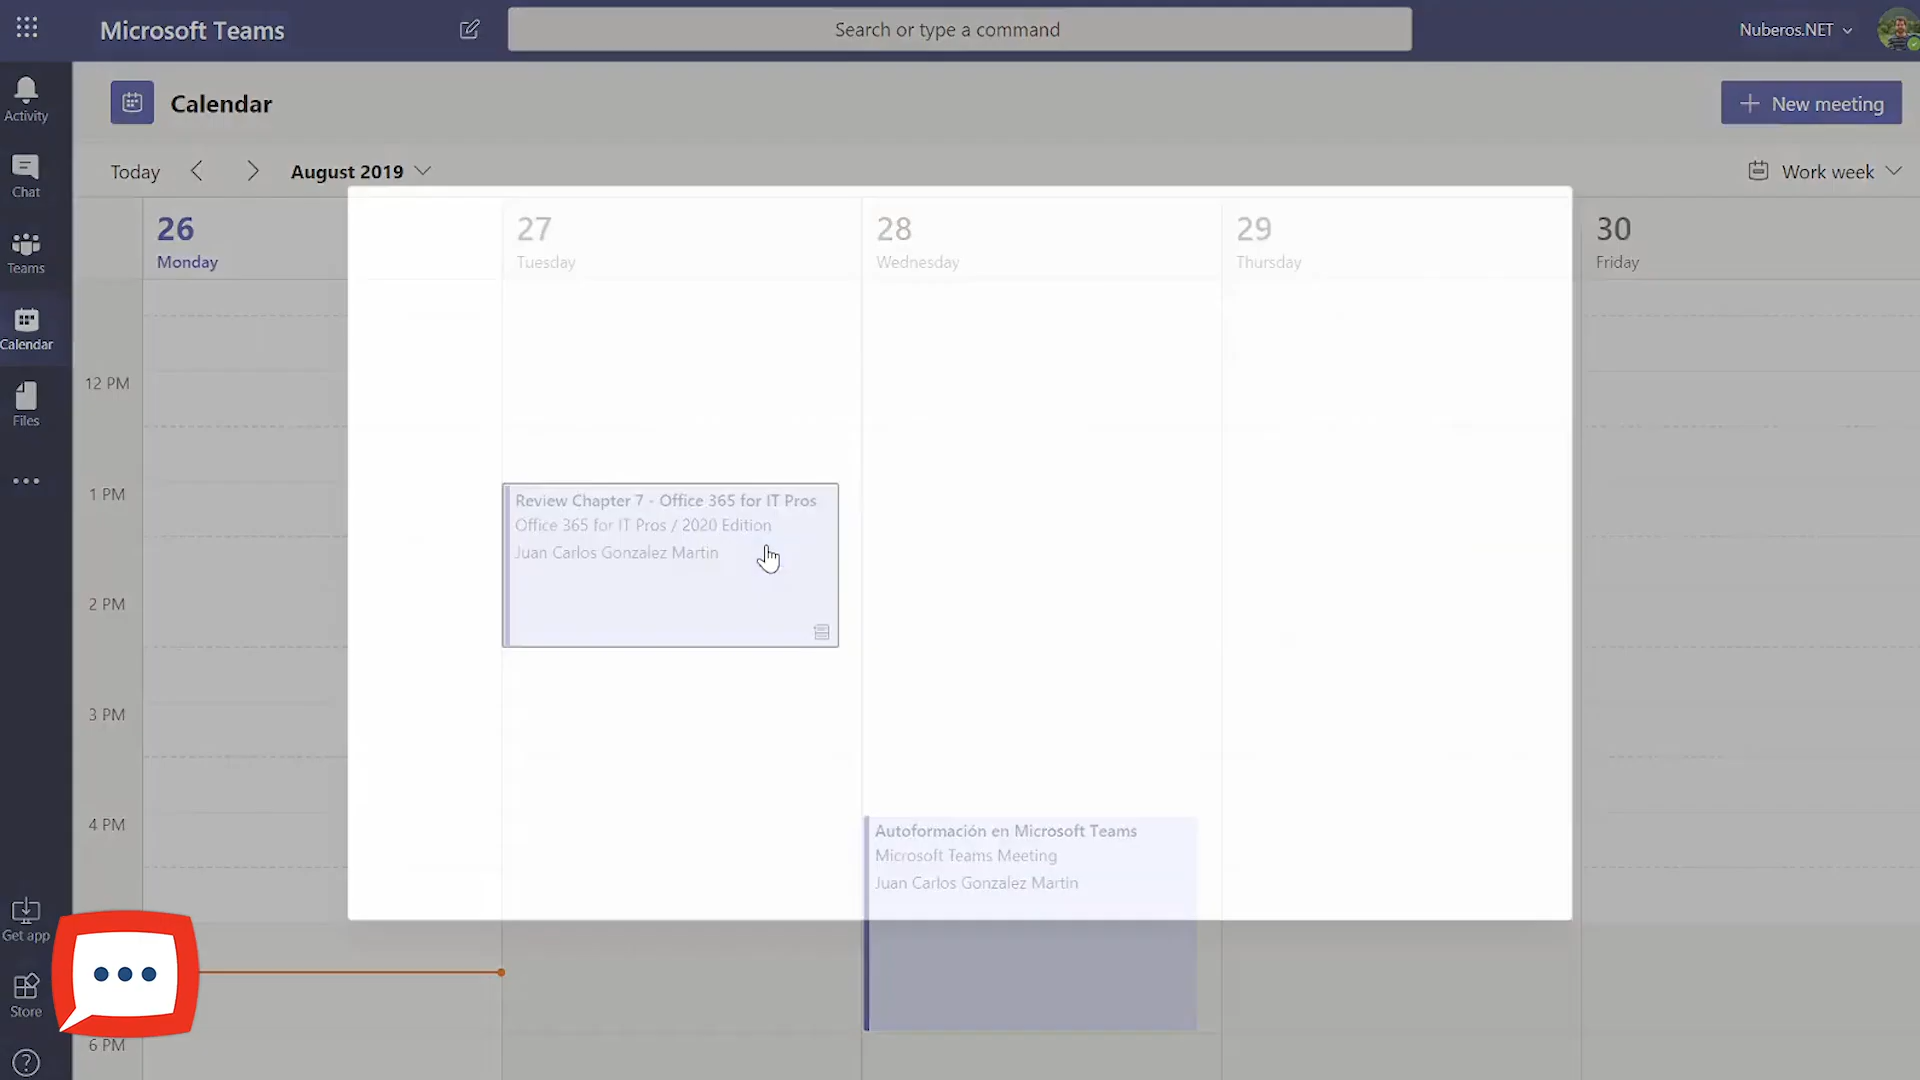 Microsoft Teams
Search or type a command
Nuberos.NET
Activity
Calendar
New meeting
Chat
Today
August 2019
Work week
Teams
26
27
28
29
30
Monday
Tuesday
Wednesday
Thursday
Friday
Calendar
12 PM
Files
1 PM
Review Chapter 7 - Office 365 for IT Pros
Office 365 for IT Pros / 2020 Edition
Juan Carlos Gonzalez Martin
2 PM
3 PM
4 PM
Autoformación en Microsoft Teams
Microsoft Teams Meeting
Juan Carlos Gonzalez Martin
Get app
Store
6 PM